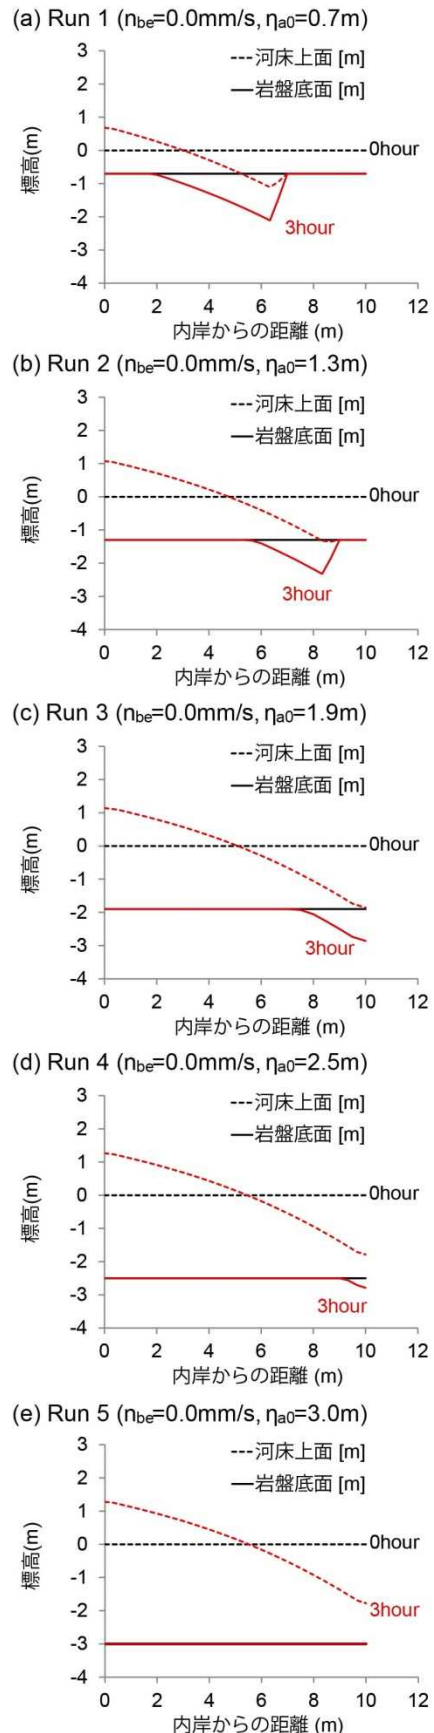 (a) Run 1 (nbe=0.0mm/s, ηa0=0.7m)
3
2
1
0
-1
-2
-3
-4
標高(m)
河床上面 [m]
岩盤底面 [m]
0hour
3hour
0 2 4 6 8 10 12
内岸からの距離 (m)
(b) Run 2 (nbe=0.0mm/s, ηa0=1.3m)
3
2
1
0
-1
-2
-3
-4
標高(m)
河床上面 [m]
岩盤底面 [m]
0hour
3hour
0 2 4 6 8 10 12
内岸からの距離 (m)
(c) Run 3 (nbe=0.0mm/s, ηa0=1.9m)
3
2
1
0
-1
-2
-3
-4
標高(m)
河床上面 [m]
岩盤底面 [m]
0hour
3hour
0 2 4 6 8 10 12
内岸からの距離 (m)
(d) Run 4 (nbe=0.0mm/s, ηa0=2.5m)
3
2
1
0
-1
-2
-3
-4
標高(m)
河床上面 [m]
岩盤底面 [m]
0hour
3hour
0 2 4 6 8 10 12
内岸からの距離 (m)
(e) Run 5 (nbe=0.0mm/s, ηa0=3.0m)
3
2
1
0
-1
-2
-3
-4
標高(m)
河床上面 [m]
岩盤底面 [m]
0hour
3hour
0 2 4 6 8 10 12
内岸からの距離 (m)